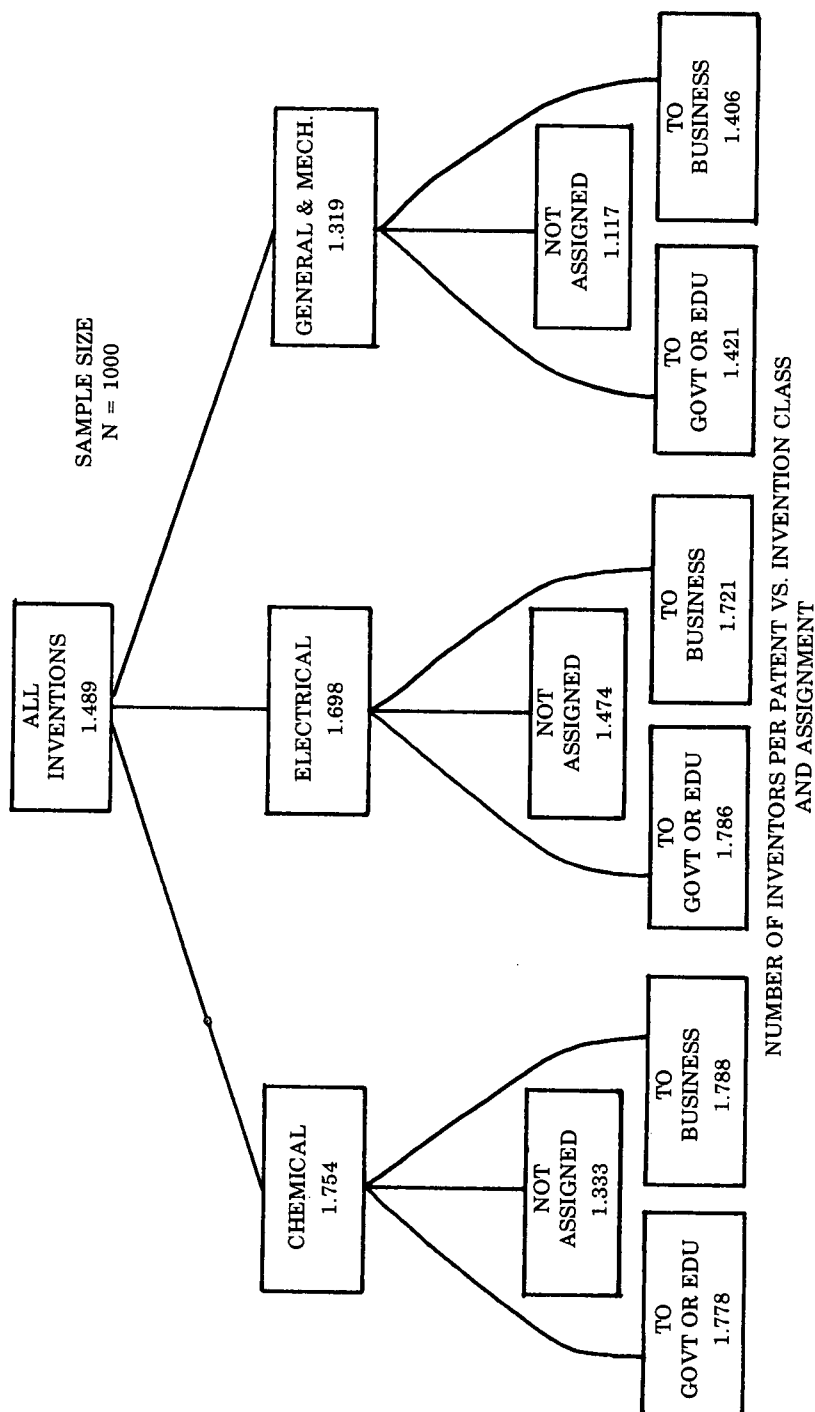 ALL
INVENTIONS
1.489
SAMPLE SIZE
N = 1000
CHEMICAL
1.754
ELECTRICAL
1.698
GENERAL & MECH.
1.319
NOT
ASSIGNED
1.333
NOT
ASSIGNED
1.474
NOT
ASSIGNED
1.117
TO
GOVT OR EDU
1.778
TO
BUSINESS
1.788
TO
GOVT OR EDU
1.786
TO
BUSINESS
1.721
TO
GOVT OR EDU
1.421
TO
BUSINESS
1.406
NUMBER OF INVENTORS PER PATENT VS. INVENTION CLASS
AND ASSIGNMENT